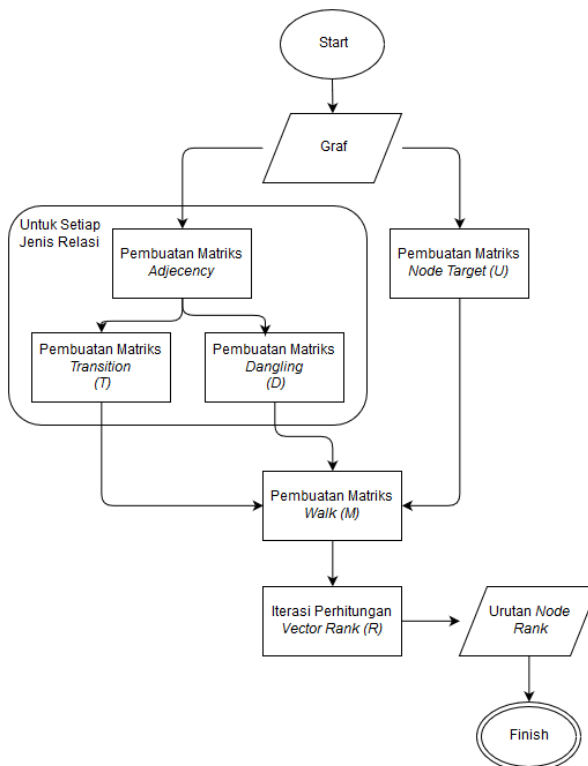 Start
Graf
Untuk Setiap
Jenis Relasi
Pembuatan Matriks
Adjecency
Pembuatan Matriks
Node Target (U)
Pembuatan Matriks
Transition
(T)
Pembuatan Matriks
Dangling
(D)
Pembuatan Matriks
Walk (M)
Iterasi Perhitungan
Vector Rank (R)
Urutan Node
Rank
Finish